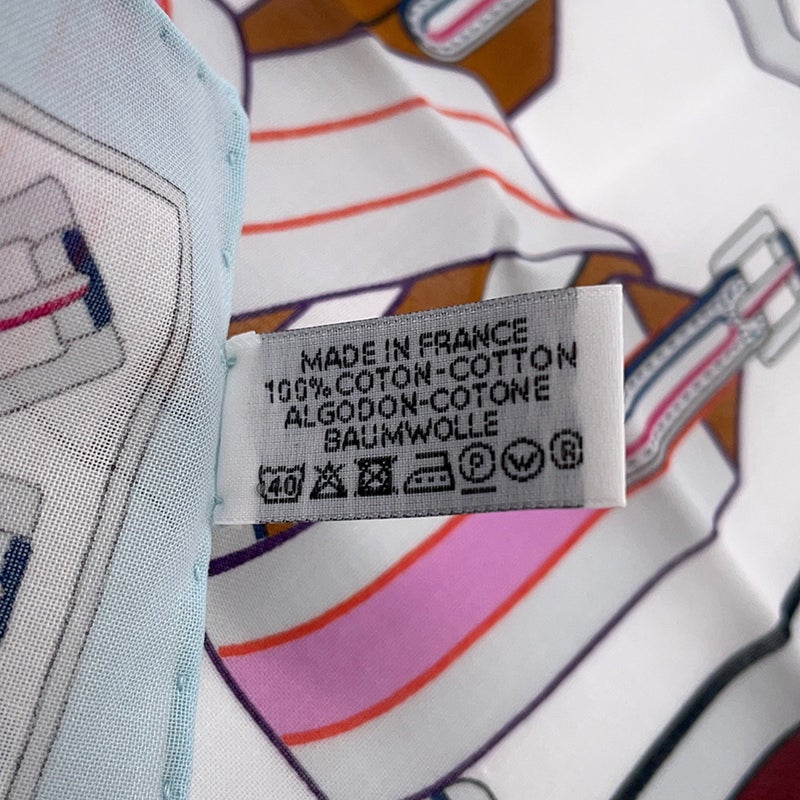 MADE IN FRANCE
100% COTON-COTTON
ALGODON-COTONE
BAUMWOLLE
40 P W R